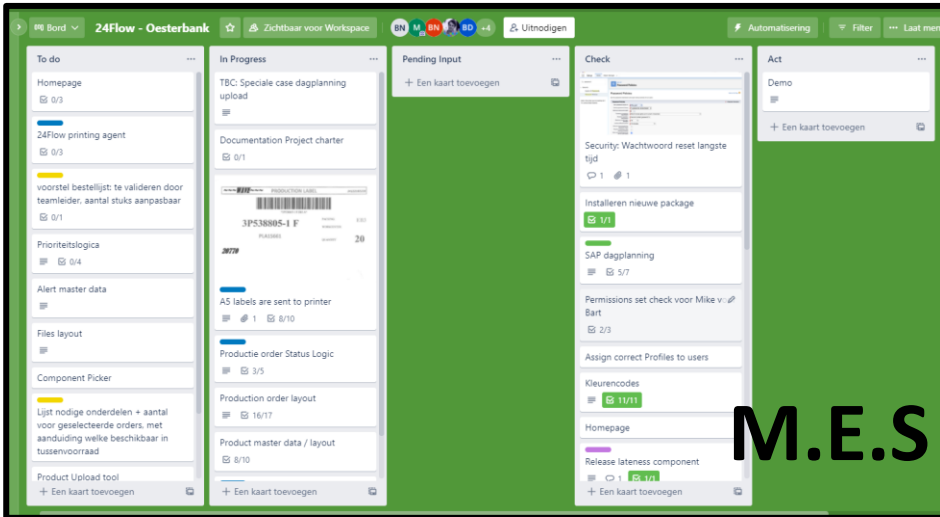 Bord
24Flow - Oesterbank
Zichtbaar voor Workspace
BN
M
BN
BD
+4
Uitnodigen
Automatisering
Filter
Laat men
To do
Homepage
0/3
24Flow printing agent
0/3
voorstel bestellijst: te valideren door
teamleider, aantal stuks aanpasbaar
0/1
Prioriteitslogica
0/4
Alert master data
Files layout
Component Picker
Lijst nodige onderdelen + aantal
voor geselecteerde orders, met
aanduiding welke beschikbaar in
tussenvoorraad
Product Upload tool
+ Een kaart toevoegen
In Progress
TBC: Speciale case dagplanning
upload
Documentation Project charter
0/1
PRODUCTION LABEL
3P538805-1 F
20
28770
A5 labels are sent to printer
1
8/10
Productie order Status Logic
3/5
Production order layout
16/17
Product master data / layout
8/10
+ Een kaart toevoegen
Pending Input
+ Een kaart toevoegen
Check
Security: Wachtwoord reset langste
tijd
1
1
Installeren nieuwe package
1/1
SAP dagplanning
5/7
Permissions set check voor Mike v
Bart
2/3
Assign correct Profiles to users
Kleurencodes
11/11
Homepage
Release lateness component
1
1/1
+ Een kaart toevoegen
Act
Demo
+ Een kaart toevoegen
M.E.S